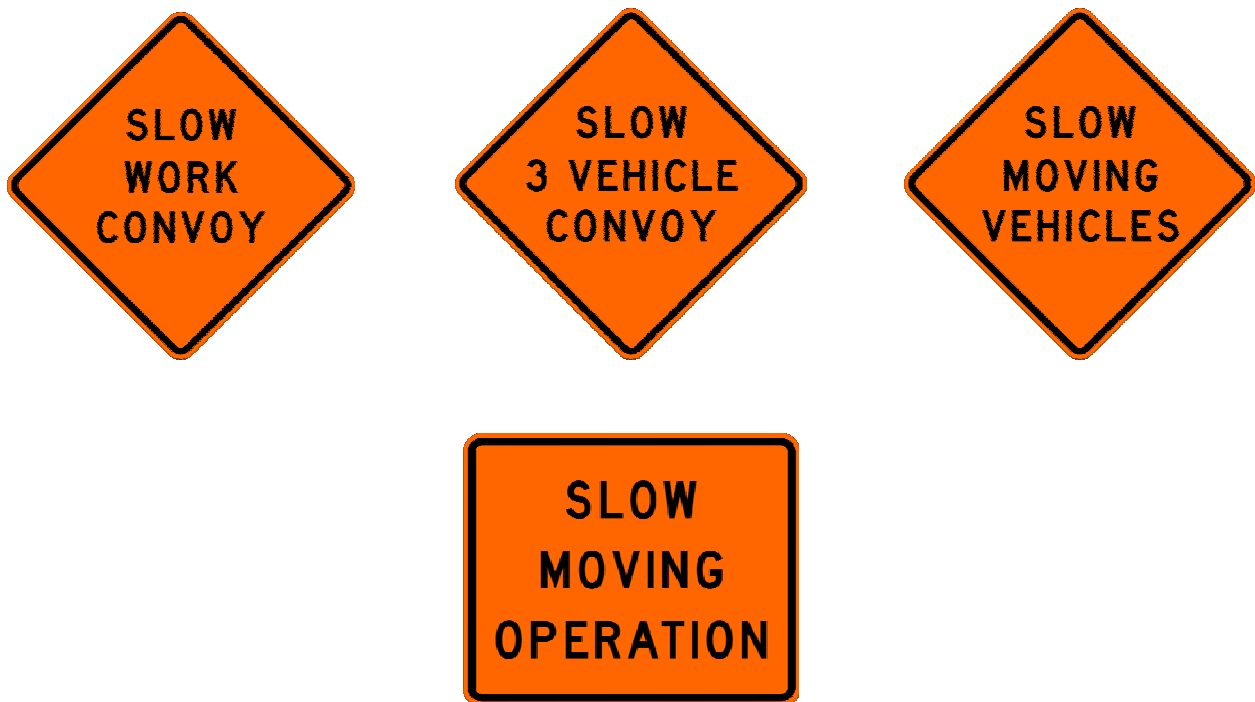 SLOW
WORK
CONVOY
SLOW
3 VEHICLE
CONVOY
SLOW
MOVING
VEHICLES
SLOW
MOVING
OPERATION